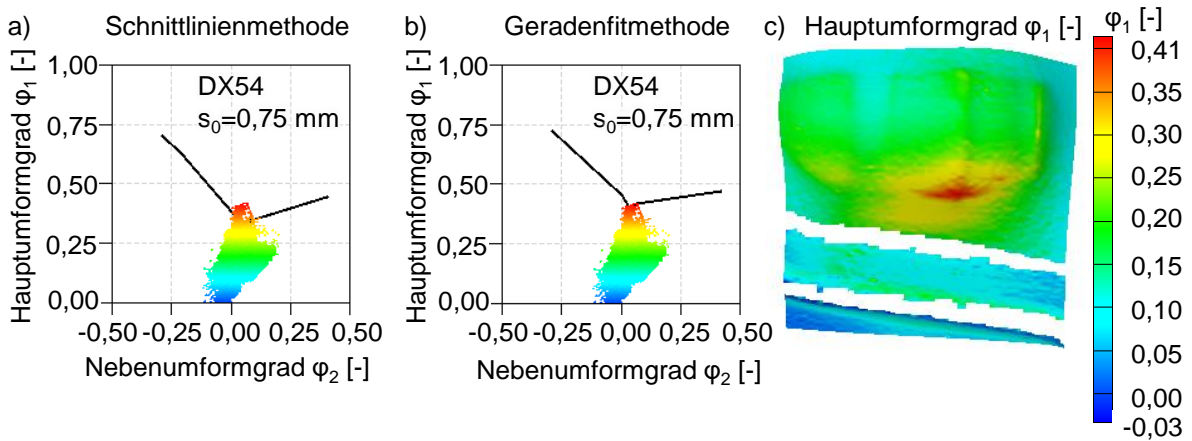 a) Schnittlinienmethode
Hauptumformgrad φ₁ [-]
1,00
0,75
0,50
0,25
0,00
DX54
s₀=0,75 mm
-0,50 -0,25 0,00 0,25 0,50
Nebenumformgrad φ₂ [-]
b) Geradenfitmethode
Hauptumformgrad φ₁ [-]
1,00
0,75
0,50
0,25
0,00
DX54
s₀=0,75 mm
-0,50 -0,25 0,00 0,25 0,50
Nebenumformgrad φ₂ [-]
c) Hauptumformgrad φ₁ [-]
φ₁ [-]
0,41
0,35
0,30
0,20
0,15
0,10
0,05
0,00
-0,03